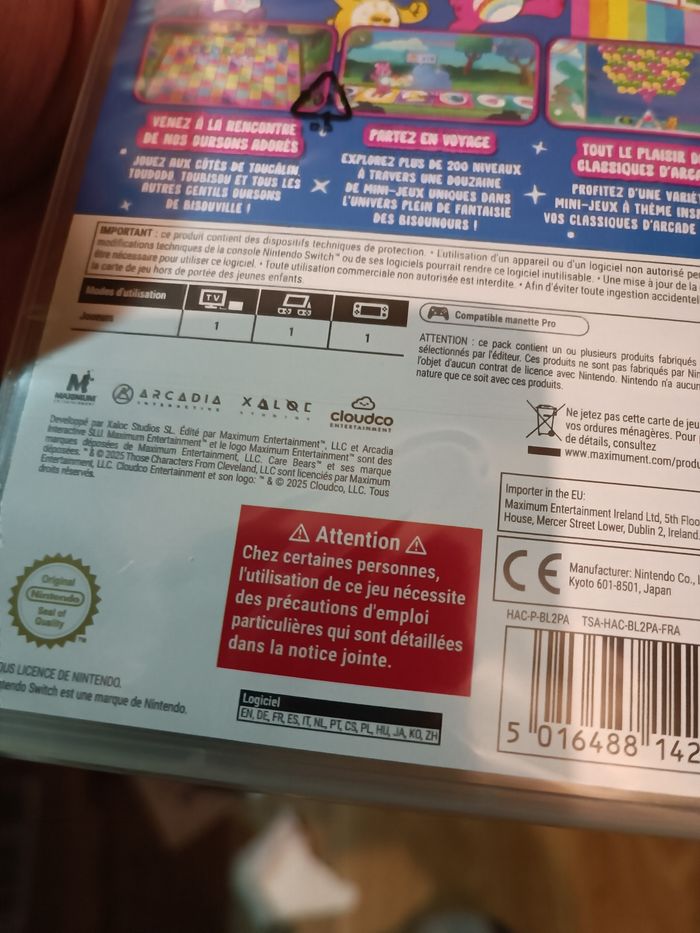 VENEZ À LA RENCONTRE
DE NOS OURSONS ADORÉS
JOUEZ AUX CÔTÉS DE TOUCÂLIN,
TOUDODO, TOUBISOU ET TOUS LES
AUTRES GENTILS OURSONS
DE BISOUVILLE !
PARTEZ EN VOYAGE
EXPLOREZ PLUS DE 200 NIVEAUX
À TRAVERS UNE DOUZAINE
DE MINI-JEUX UNIQUES DANS
L'UNIVERS PLEIN DE FANTAISIE
DES BISOUNOURS !
TOUT LE PLAISIR
CLASSIQUES D'ARCA
PROFITEZ D'UNE VARIÉ
MINI-JEUX À THÈME
VOS CLASSIQUES D'ARCADE
IMPORTANT : ce produit contient des dispositifs techniques de protection. • L'utilisation d'un appareil ou d'un logiciel non autorisé
modifications techniques de la console Nintendo Switch™ ou de ses logiciels pourrait rendre ce logiciel inutilisable. • Une mise à jour de la
être nécessaire pour utiliser ce logiciel. • Toute utilisation commerciale non autorisée est interdite. • Afin d'éviter toute ingestion accidentel
la carte de jeu hors de portée des jeunes enfants.
Modes d'utilisation TV
Joueurs 1 1 1
Compatible manette Pro
ATTENTION : ce pack contient un ou plusieurs produits fabriqués
sélectionnés par l'éditeur. Ces produits ne sont pas fabriqués par Nin
l'objet d'aucun contrat de licence avec Nintendo. Nintendo n'a aucun
nature que ce soit avec ces produits.
M MAXIMUM ENTERTAINMENT
ARCADIA INTERACTIVE
XALOC STUDIOS
cloudco ENTERTAINMENT
Developpé par Xaloc Studios SL. Édité par Maximum Entertainment™, LLC et Arcadia
Interactive SLU. Maximum Entertainment™ et le logo Maximum Entertainment™ sont des
marques déposées de Maximum Entertainment, LLC. Care Bears™ et ses marques
déposées. ™ & © 2025 Those Characters From Cleveland, LLC sont licenciés par Maximum
Entertainment, LLC. Cloudco Entertainment et son logo: ™ & © 2025 Cloudco, LLC. Tous
droits réservés.
Ne jetez pas cette carte de jeu
vos ordures ménagères. Pour
de détails, consultez
www.maximument.com/produ
Importer in the EU:
Maximum Entertainment Ireland Ltd, 5th Floo
House, Mercer Street Lower, Dublin 2, Ireland.
CE
Manufacturer: Nintendo Co.,
Kyoto 601-8501, Japan
HAC-P-BL2PA TSA-HAC-BL2PA-FRA
5 016488 142
Attention
Chez certaines personnes,
l'utilisation de ce jeu nécessite
des précautions d'emploi
particulières qui sont détaillées
dans la notice jointe.
Original
Nintendo
Seal of
Quality
TM
OUS LICENCE DE NINTENDO.
ntendo Switch est une marque de Nintendo.
Logiciel
EN, DE, FR, ES, IT, NL, PT, CS, PL, HU, JA, KO, ZH